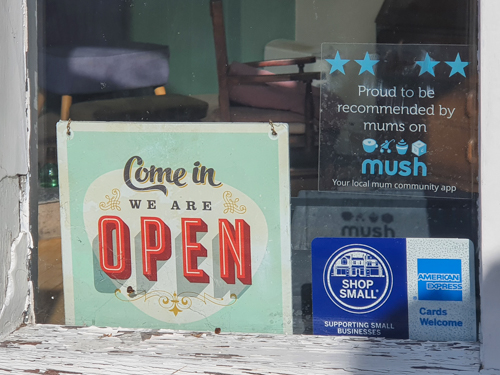 Come in
WE ARE
OPEN
Proud to be
recommended by
mums on
mush
Your local mum community app
mush
SHOP
SMALL
SUPPORTING SMALL
BUSINESSES
AMERICAN
EXPRESS
Cards
Welcome